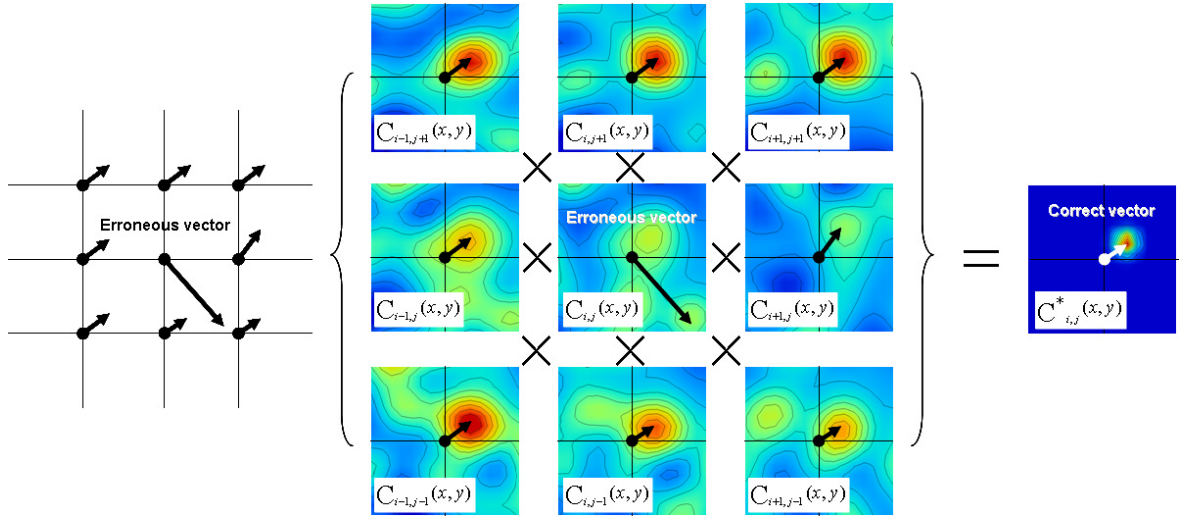 C_{i-1,j+1}(x,y) C_{i,j+1}(x,y) C_{i+1,j+1}(x,y)
× × ×
Erroneous vector
Erroneous vector
Correct vector
× ×
=
C_{i-1,j}(x,y) C_{i,j}(x,y) C_{i+1,j}(x,y)
C*_{i,j}(x,y)
× × ×
C_{i-1,j-1}(x,y) C_{i,j-1}(x,y) C_{i+1,j-1}(x,y)